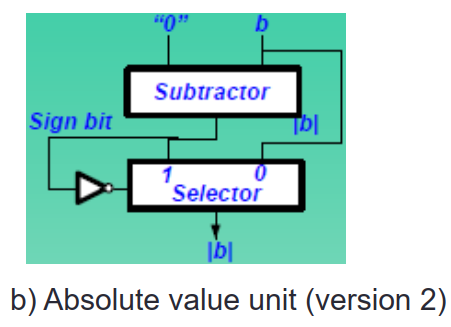 “0” b
Subtractor
Sign bit |b|
1 0
Selector
|b|
b) Absolute value unit (version 2)